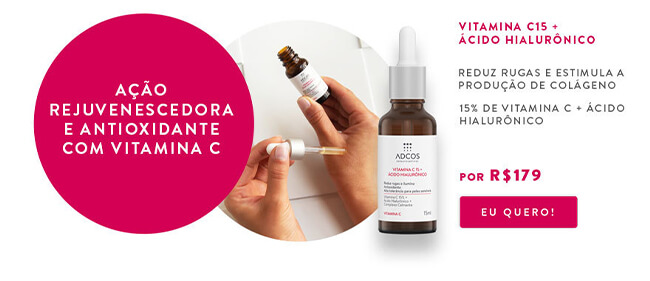 AÇÃO
REJUVENESCEDORA
E ANTIOXIDANTE
COM VITAMINA C
ADCOS
VITAMINA C 15 +
ÁCIDO HIALURÔNICO
VITAMINA C
15ml
VITAMINA C15 +
ÁCIDO HIALURÔNICO
REDUZ RUGAS E ESTIMULA A
PRODUÇÃO DE COLÁGENO
15% DE VITAMINA C + ÁCIDO
HIALURÔNICO
POR R$179
EU QUERO!